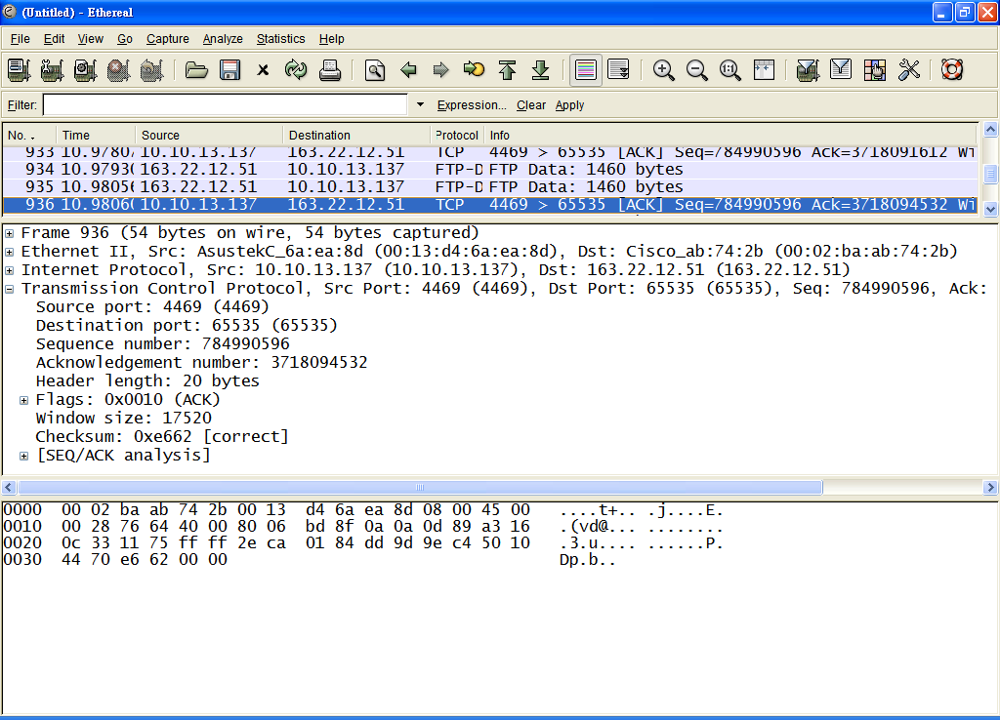 (Untitled) - Ethereal
File Edit View Go Capture Analyze Statistics Help
Filter: Expression... Clear Apply
No. . Time Source Destination Protocol Info
933 10.9780 10.10.13.137 163.22.12.51 TCP 4469 > 65535 [ACK] Seq=784990596 Ack=3718091612 Wi
934 10.9793 163.22.12.51 10.10.13.137 FTP-D FTP Data: 1460 bytes
935 10.9805 163.22.12.51 10.10.13.137 FTP-D FTP Data: 1460 bytes
936 10.9806 10.10.13.137 163.22.12.51 TCP 4469 > 65535 [ACK] Seq=784990596 Ack=3718094532 Wi
Frame 936 (54 bytes on wire, 54 bytes captured)
Ethernet II, Src: AsustekC_6a:ea:8d (00:13:d4:6a:ea:8d), Dst: Cisco_ab:74:2b (00:02:ba:ab:74:2b)
Internet Protocol, Src: 10.10.13.137 (10.10.13.137), Dst: 163.22.12.51 (163.22.12.51)
Transmission Control Protocol, Src Port: 4469 (4469), Dst Port: 65535 (65535), Seq: 784990596, Ack:
Source port: 4469 (4469)
Destination port: 65535 (65535)
Sequence number: 784990596
Acknowledgement number: 3718094532
Header length: 20 bytes
Flags: 0x0010 (ACK)
Window size: 17520
Checksum: 0xe662 [correct]
[SEQ/ACK analysis]
0000 00 02 ba ab 74 2b 00 13 d4 6a ea 8d 08 00 45 00 ....t+.. .j....E.
0010 00 28 76 64 40 00 80 06 bd 8f 0a 0a 0d 89 a3 16 .(vd@... ........
0020 0c 33 11 75 ff ff 2e ca 01 84 dd 9d 9e c4 50 10 .3.u.... ......P.
0030 44 70 e6 62 00 00 Dp.b..